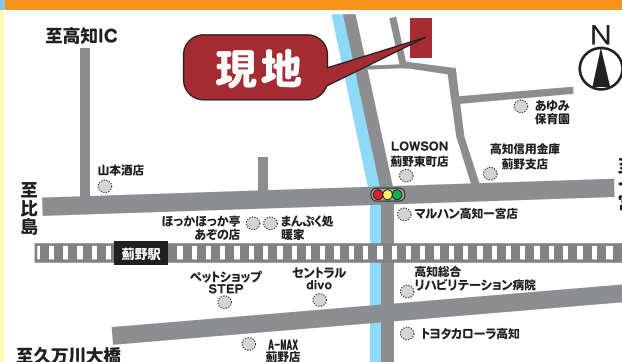 至高知IC
現地
N
あゆみ
保育園
LOWSON
薊野東町店
高知信用金庫
薊野支店
山本酒店
至比島
ほっかほっか亭
あぞの店
まんぷく処
暖家
マルハン高知一宮店
薊野駅
ペットショップ
STEP
セントラル
divo
高知総合
リハビリテーション病院
トヨタカローラ高知
A-MAX
薊野店
至久万川大橋